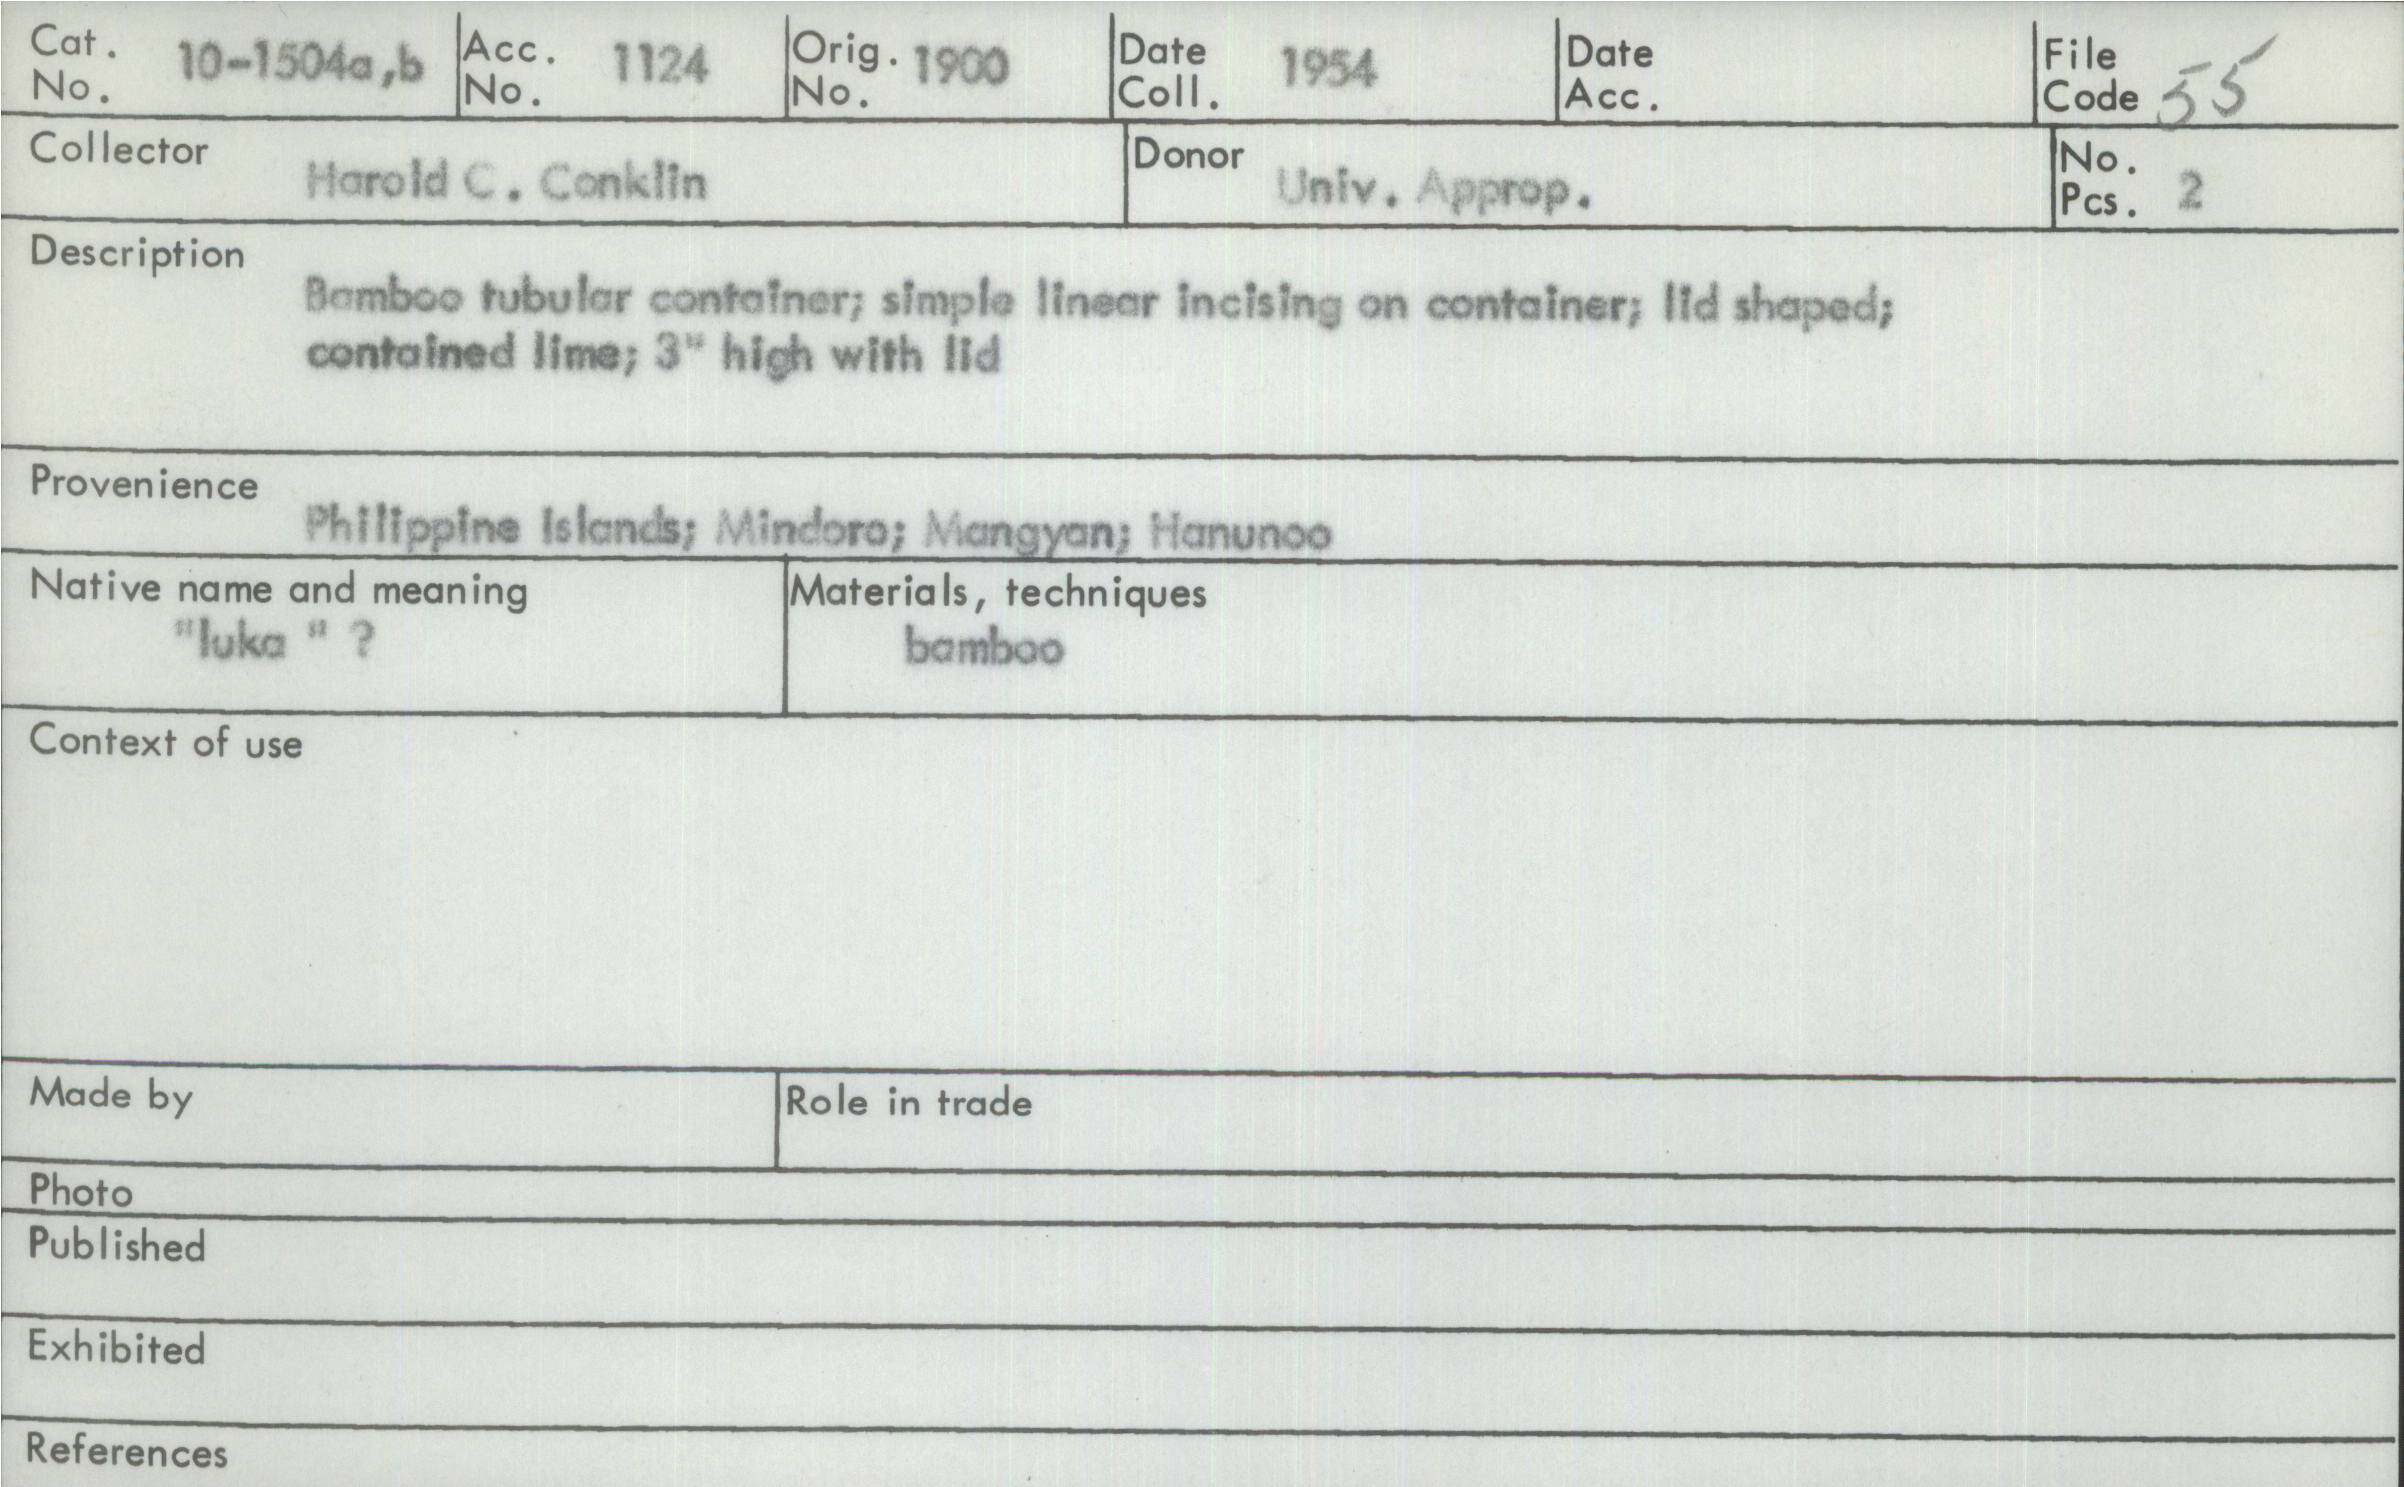 Cat. No. 10-1504a,b Acc. No. 1124 Orig. No. 1900 Date Coll. 1954 Date Acc. File Code 55
Collector Harold C. Conklin Donor Univ. Approp. No. Pcs. 2
Description
Bamboo tubular container; simple linear incising on container; lid shaped;
contained lime; 3" high with lid
Provenience
Philippine Islands; Mindoro; Mangyan; Hanunoo
Native name and meaning Materials, techniques
"luka " ? bamboo
Context of use
Made by Role in trade
Photo
Published
Exhibited
References